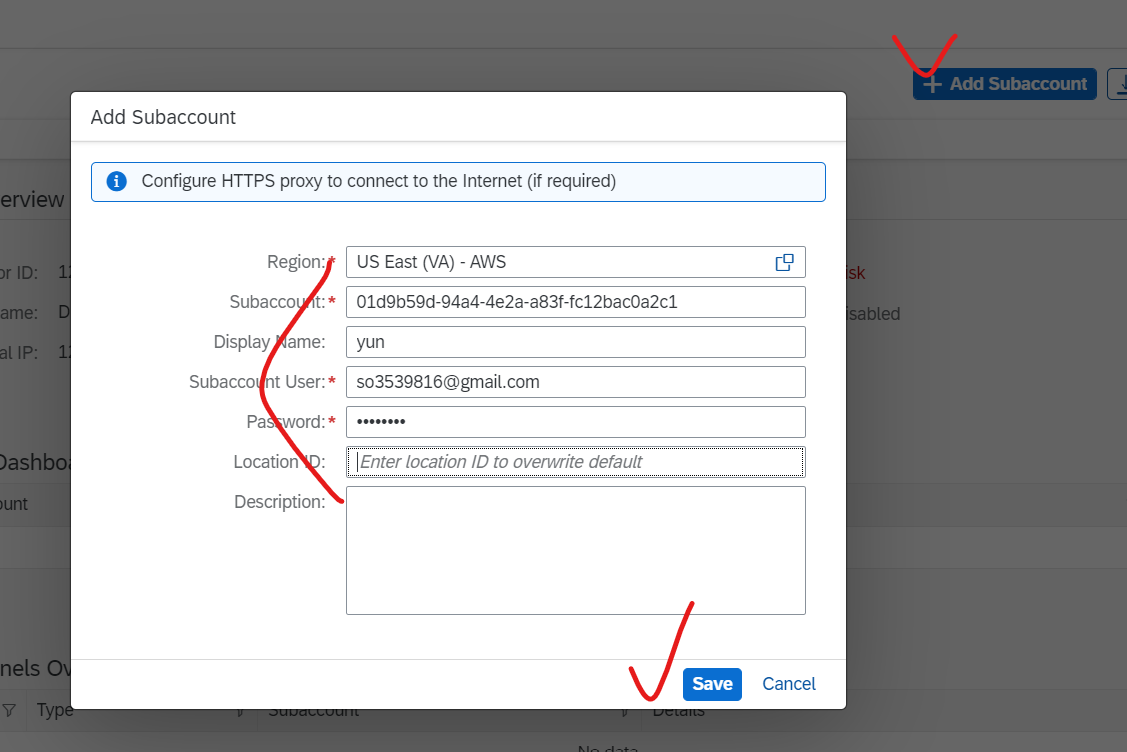 Add Subaccount
Add Subaccount
Configure HTTPS proxy to connect to the Internet (if required)
erview
Region:* US East (VA) - AWS
or ID: isk
Subaccount:* 01d9b59d-94a4-4e2a-a83f-fc12bac0a2c1
ame: D isabled
Display Name: yun
al IP:
Subaccount User:* so3539816@gmail.com
Password:* ••••••••
Location ID: Enter location ID to overwrite default
Dashboa
Description:
ount
nels Ov
Save Cancel
Type Subaccount Details
No data